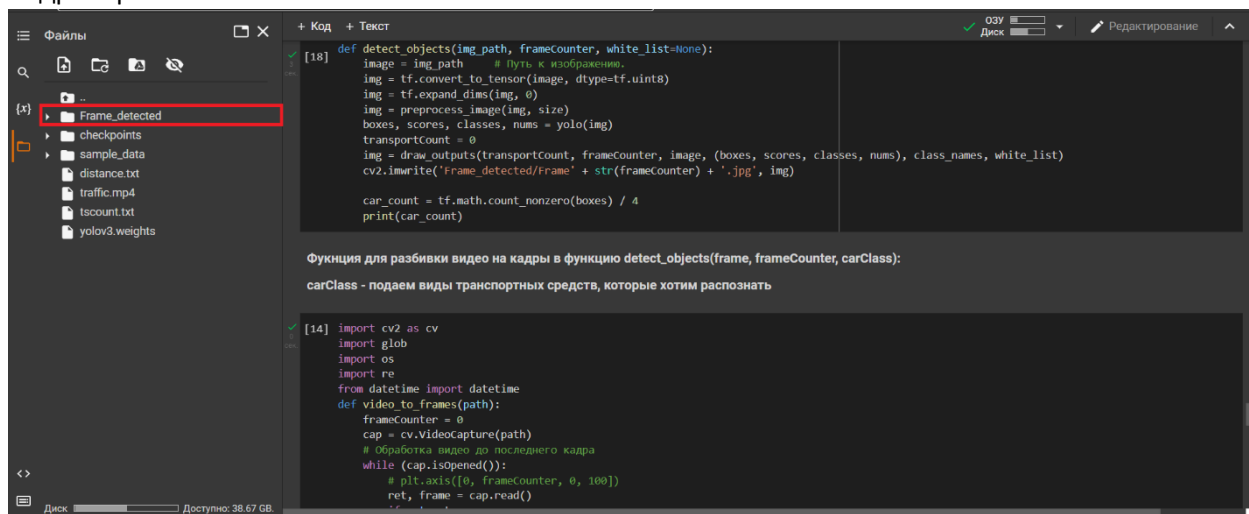 Файлы
+ Код + Текст
ОЗУ
Диск
Редактирование
{x}
..
Frame_detected
checkpoints
sample_data
distance.txt
traffic.mp4
tscount.txt
yolov3.weights
<>
Диск Доступно: 38.67 GB.
[18] def detect_objects(img_path, frameCounter, white_list=None):
image = img_path # Путь к изображению.
img = tf.convert_to_tensor(image, dtype=tf.uint8)
img = tf.expand_dims(img, 0)
img = preprocess_image(img, size)
boxes, scores, classes, nums = yolo(img)
transportCount = 0
img = draw_outputs(transportCount, frameCounter, image, (boxes, scores, classes, nums), class_names, white_list)
cv2.imwrite('Frame_detected/Frame' + str(frameCounter) + '.jpg', img)
car_count = tf.math.count_nonzero(boxes) / 4
print(car_count)
Фукнция для разбивки видео на кадры в функцию detect_objects(frame, frameCounter, carClass):
carClass - подаем виды транспортных средств, которые хотим распознать
[14] import cv2 as cv
import glob
import os
import re
from datetime import datetime
def video_to_frames(path):
frameCounter = 0
cap = cv.VideoCapture(path)
# Обработка видео до последнего кадра
while (cap.isOpened()):
# plt.axis([0, frameCounter, 0, 100])
ret, frame = cap.read()